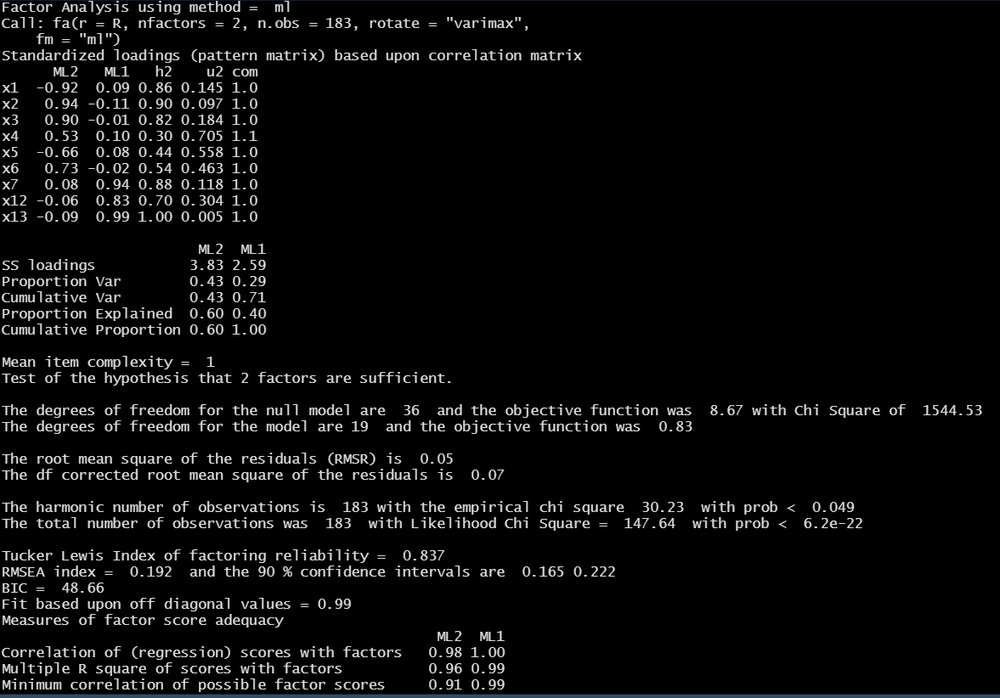 Factor Analysis using method =  ml
Call: fa(r = R, nfactors = 2, n.obs = 183, rotate = "varimax",
    fm = "ml")
Standardized loadings (pattern matrix) based upon correlation matrix
      ML2   ML1   h2    u2 com
x1  -0.92  0.09 0.86 0.145 1.0
x2   0.94 -0.11 0.90 0.097 1.0
x3   0.90 -0.01 0.82 0.184 1.0
x4   0.53  0.10 0.30 0.705 1.1
x5  -0.66  0.08 0.44 0.558 1.0
x6   0.73 -0.02 0.54 0.463 1.0
x7   0.08  0.94 0.88 0.118 1.0
x12 -0.06  0.83 0.70 0.304 1.0
x13 -0.09  0.99 1.00 0.005 1.0

                       ML2  ML1
SS loadings           3.83 2.59
Proportion Var        0.43 0.29
Cumulative Var        0.43 0.71
Proportion Explained  0.60 0.40
Cumulative Proportion 0.60 1.00

Mean item complexity =  1
Test of the hypothesis that 2 factors are sufficient.

The degrees of freedom for the null model are  36  and the objective function was  8.67 with Chi Square of  1544.53
The degrees of freedom for the model are 19  and the objective function was  0.83

The root mean square of the residuals (RMSR) is  0.05
The df corrected root mean square of the residuals is  0.07

The harmonic number of observations is  183 with the empirical chi square  30.23  with prob <  0.049
The total number of observations was  183  with Likelihood Chi Square =  147.64  with prob <  6.2e-22

Tucker Lewis Index of factoring reliability =  0.837
RMSEA index =  0.192  and the 90 % confidence intervals are  0.165 0.222
BIC =  48.66
Fit based upon off diagonal values = 0.99
Measures of factor score adequacy
                                                   ML2  ML1
Correlation of (regression) scores with factors   0.98 1.00
Multiple R square of scores with factors          0.96 0.99
Minimum correlation of possible factor scores     0.91 0.99